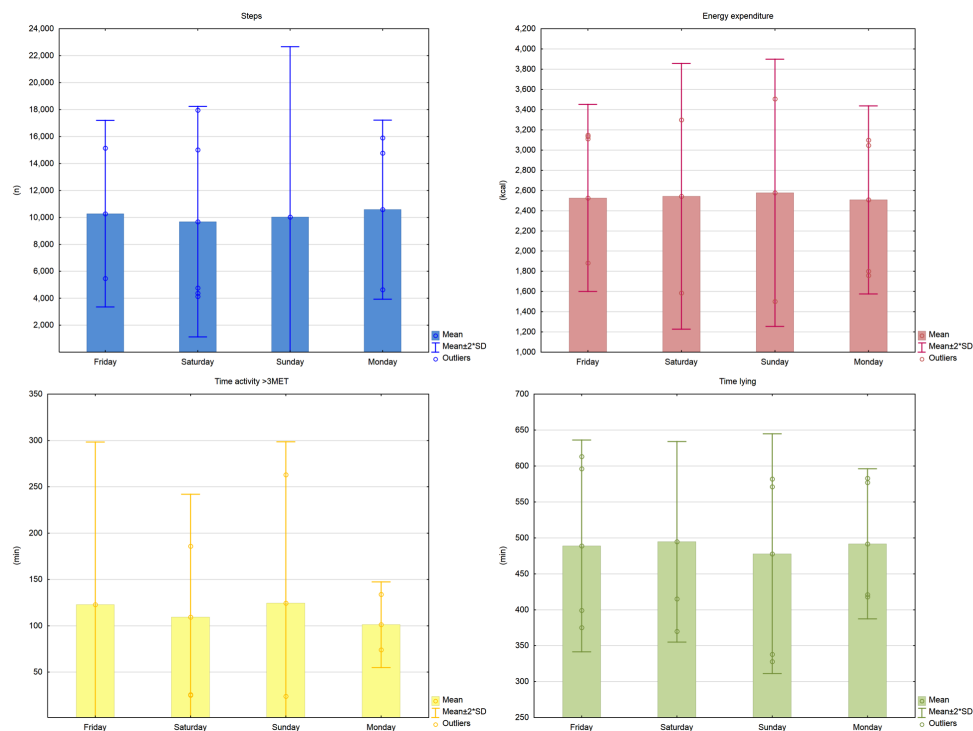 Steps
24,000
22,000
20,000
18,000
16,000
14,000
12,000
10,000
8,000
6,000
4,000
2,000
(n)
Friday Saturday Sunday Monday
Mean
Mean±2*SD
Outliers
Energy expenditure
4,200
4,000
3,800
3,600
3,400
3,200
3,000
2,800
2,600
2,400
2,200
2,000
1,800
1,600
1,400
1,200
1,000
(kcal)
Friday Saturday Sunday Monday
Mean
Mean±2*SD
Outliers
Time activity >3MET
350
300
250
200
150
100
50
(min)
Friday Saturday Sunday Monday
Mean
Mean±2*SD
Outliers
Time lying
700
650
600
550
500
450
400
350
300
250
(min)
Friday Saturday Sunday Monday
Mean
Mean±2*SD
Outliers